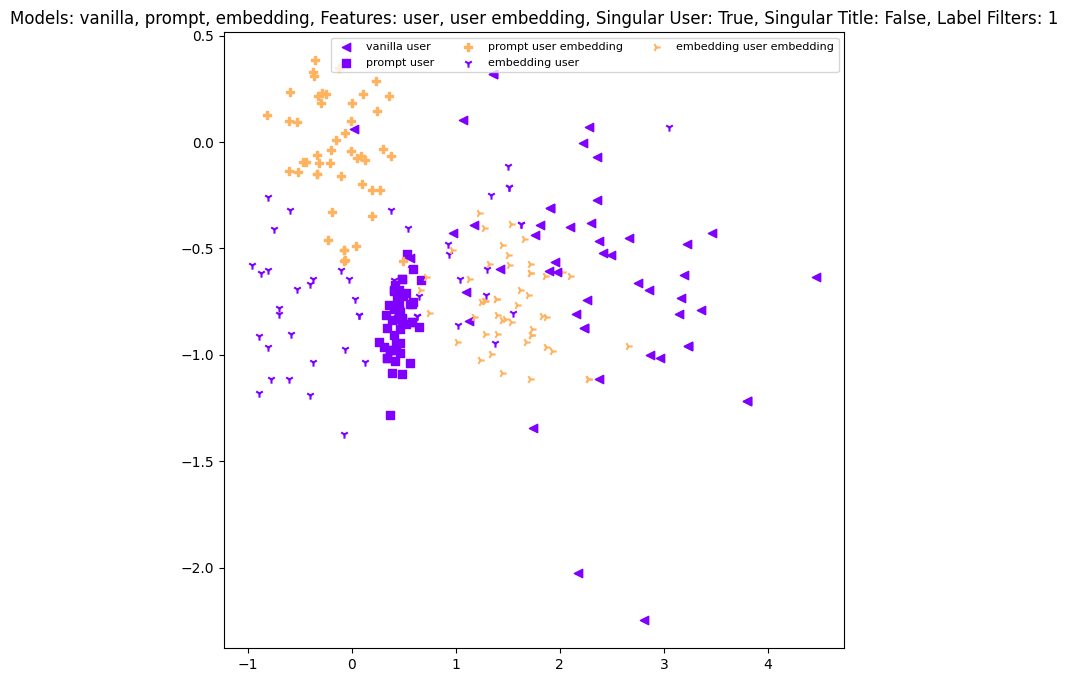 Models: vanilla, prompt, embedding, Features: user, user embedding, Singular User: True, Singular Title: False, Label Filters: 1
vanilla user
prompt user
prompt user embedding
embedding user
embedding user embedding
0.5
0.0
−0.5
−1.0
−1.5
−2.0
−1
0
1
2
3
4